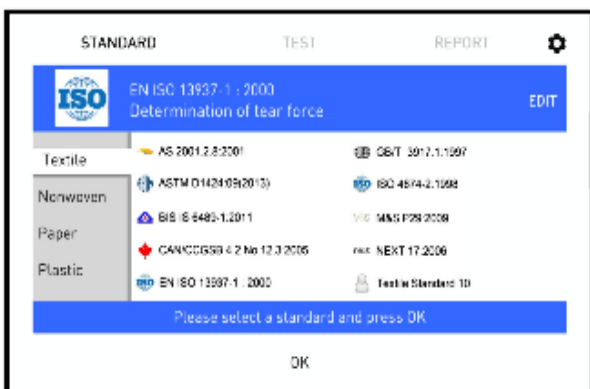 STANDARD TEST REPORT
ISO EN ISO 13937-1 : 2000
Determination of tear force
EDIT
Textile
Nonwoven
Paper
Plastic
AS 2001.2.8:2001
ASTM D1424:09(2013)
BIS IS 6489-1.2011
CAN/CGSB 4.2 No 12.3 2005
EN ISO 13937-1 : 2000
GB/T 3917.1:1997
ISO 4674-2.1998
M&S P29:2009
next NEXT 17:2006
Textile Standard 10
Please select a standard and press OK
OK